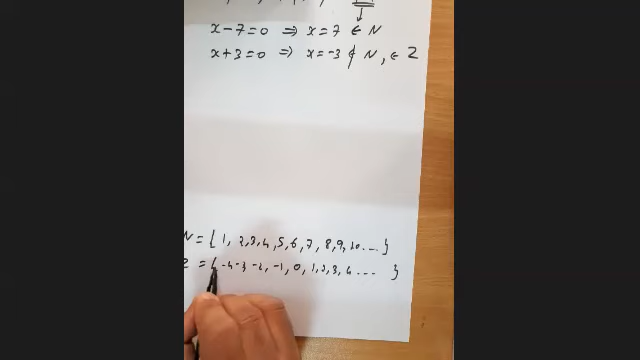 x-7=0 ⇒ x=7 ∈ N
x+3=0 ⇒ x=-3 ∉ N, ∈ Z
N = { 1, 2, 3, 4, 5, 6, 7, 8, 9, 10 .... }
Z = { -4 -3 -2, -1, 0, 1, 2, 3, 4 .... }